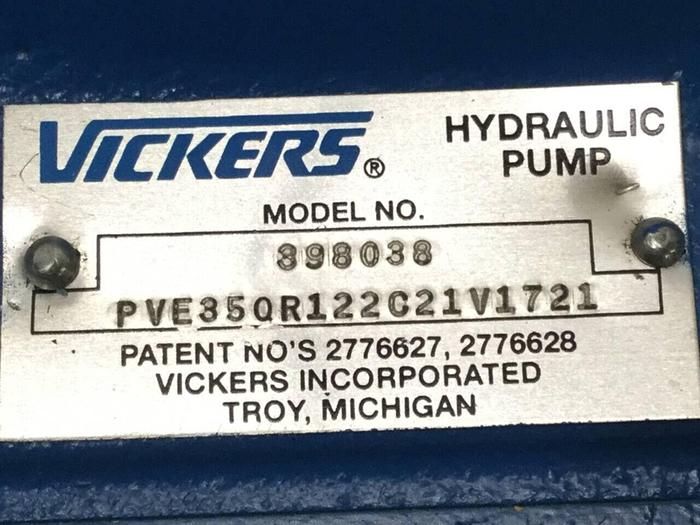 VICKERS®
HYDRAULIC
PUMP
MODEL NO.
398038
PVE35QR122C21V1721
PATENT NO'S 2776627, 2776628
VICKERS INCORPORATED
TROY, MICHIGAN